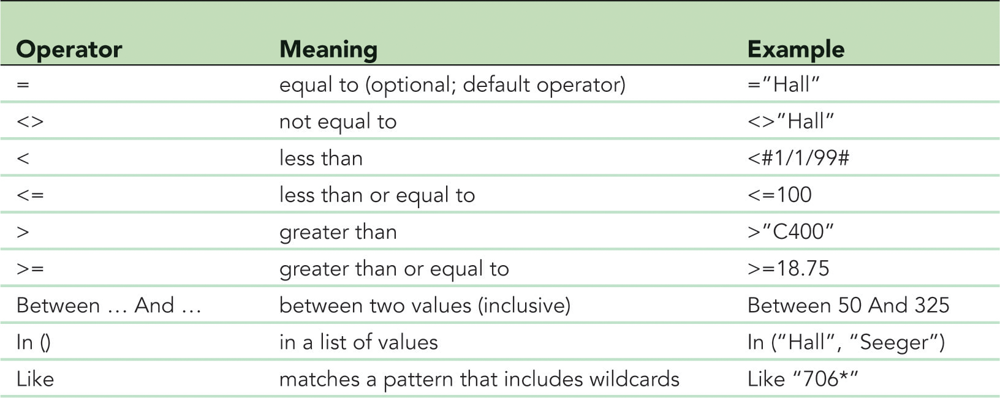 Operator Meaning Example
= equal to (optional; default operator) =”Hall”
<> not equal to <>”Hall”
< less than <#1/1/99#
<= less than or equal to <=100
> greater than >”C400”
>= greater than or equal to >=18.75
Between … And … between two values (inclusive) Between 50 And 325
In () in a list of values In (“Hall”, “Seeger”)
Like matches a pattern that includes wildcards Like “706*”